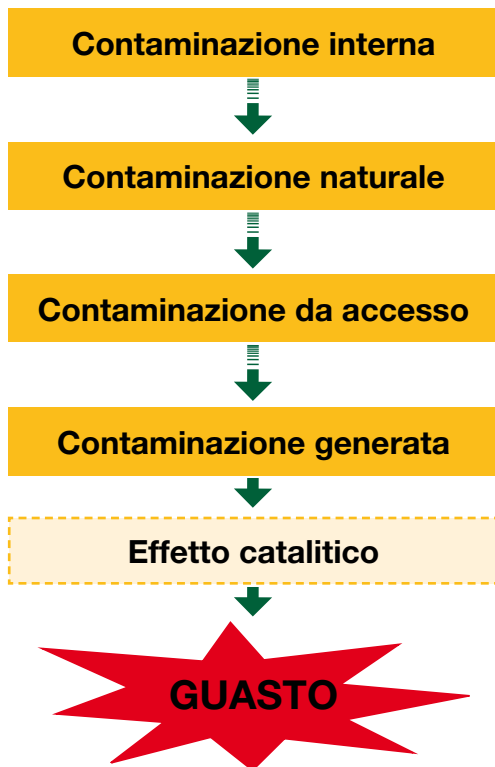 Contaminazione interna
Contaminazione naturale
Contaminazione da accesso
Contaminazione generata
Effetto catalitico
GUASTO